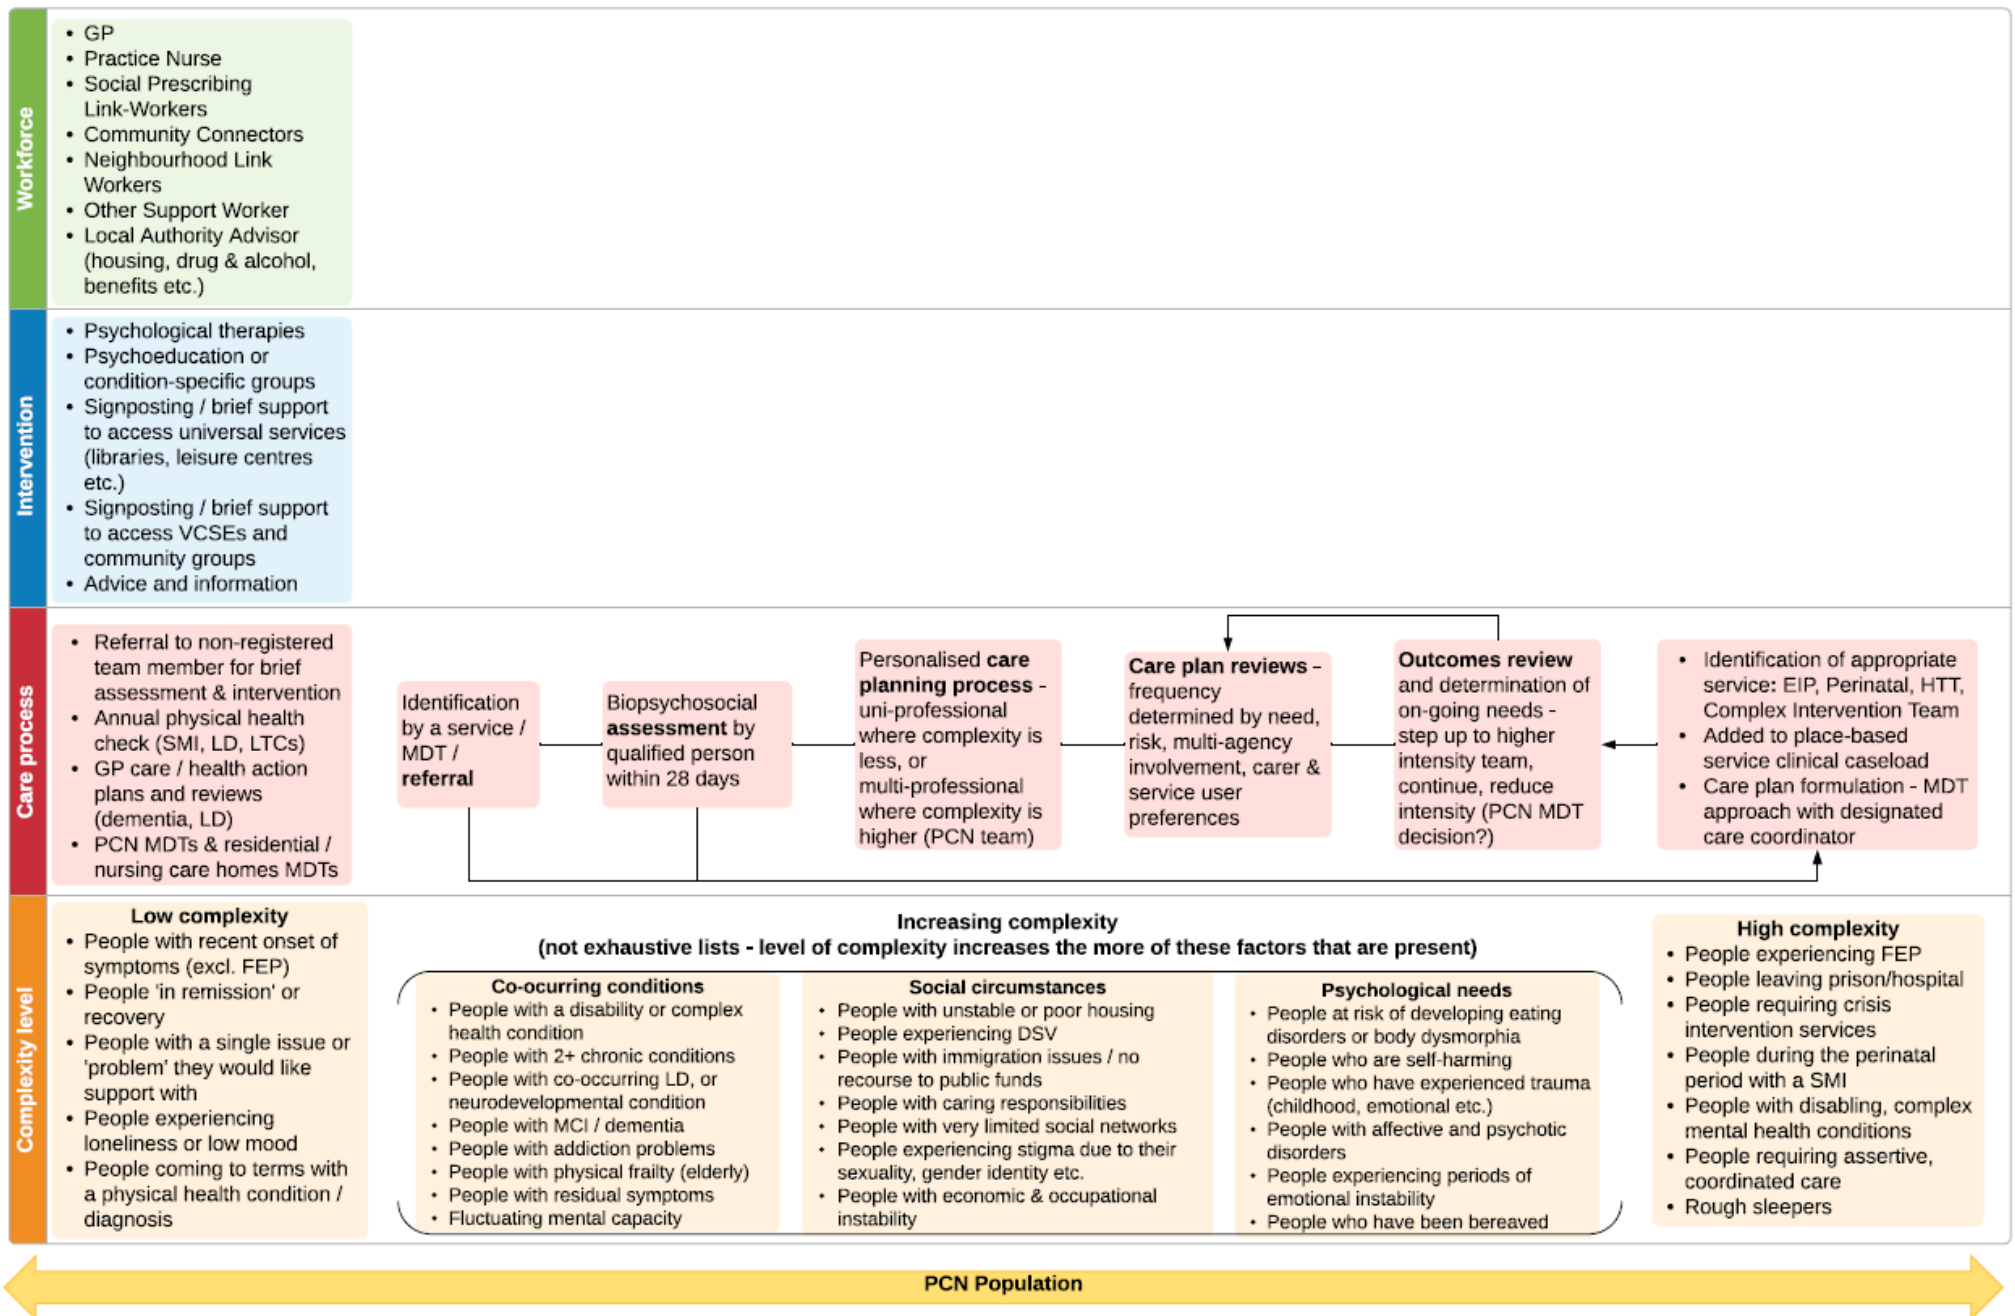 Workforce
• GP
• Practice Nurse
• Social Prescribing
Link-Workers
• Community Connectors
• Neighbourhood Link
Workers
• Other Support Worker
• Local Authority Advisor
(housing, drug & alcohol,
benefits etc.)
Intervention
• Psychological therapies
• Psychoeducation or
condition-specific groups
• Signposting / brief support
to access universal services
(libraries, leisure centres
etc.)
• Signposting / brief support
to access VCSEs and
community groups
• Advice and information
Care process
• Referral to non-registered
team member for brief
assessment & intervention
• Annual physical health
check (SMI, LD, LTCs)
• GP care / health action
plans and reviews
(dementia, LD)
• PCN MDTs & residential /
nursing care homes MDTs
Identification
by a service /
MDT /
referral
Biopsychosocial
assessment by
qualified person
within 28 days
Personalised care
planning process -
uni-professional
where complexity is
less, or
multi-professional
where complexity is
higher (PCN team)
Care plan reviews –
frequency
determined by need,
risk, multi-agency
involvement, carer &
service user
preferences
Outcomes review
and determination of
on-going needs -
step up to higher
intensity team,
continue, reduce
intensity (PCN MDT
decision?)
• Identification of appropriate
service: EIP, Perinatal, HTT,
Complex Intervention Team
• Added to place-based
service clinical caseload
• Care plan formulation - MDT
approach with designated
care coordinator
Complexity level
Low complexity
• People with recent onset of
symptoms (excl. FEP)
• People 'in remission' or
recovery
• People with a single issue or
'problem' they would like
support with
• People experiencing
loneliness or low mood
• People coming to terms with
a physical health condition /
diagnosis
Increasing complexity
(not exhaustive lists - level of complexity increases the more of these factors that are present)
Co-ocurring conditions
• People with a disability or complex
health condition
• People with 2+ chronic conditions
• People with co-occurring LD, or
neurodevelopmental condition
• People with MCI / dementia
• People with addiction problems
• People with physical frailty (elderly)
• People with residual symptoms
• Fluctuating mental capacity
Social circumstances
• People with unstable or poor housing
• People experiencing DSV
• People with immigration issues / no
recourse to public funds
• People with caring responsibilities
• People with very limited social networks
• People experiencing stigma due to their
sexuality, gender identity etc.
• People with economic & occupational
instability
Psychological needs
• People at risk of developing eating
disorders or body dysmorphia
• People who are self-harming
• People who have experienced trauma
(childhood, emotional etc.)
• People with affective and psychotic
disorders
• People experiencing periods of
emotional instability
• People who have been bereaved
High complexity
• People experiencing FEP
• People leaving prison/hospital
• People requiring crisis
intervention services
• People during the perinatal
period with a SMI
• People with disabling, complex
mental health conditions
• People requiring assertive,
coordinated care
• Rough sleepers
PCN Population